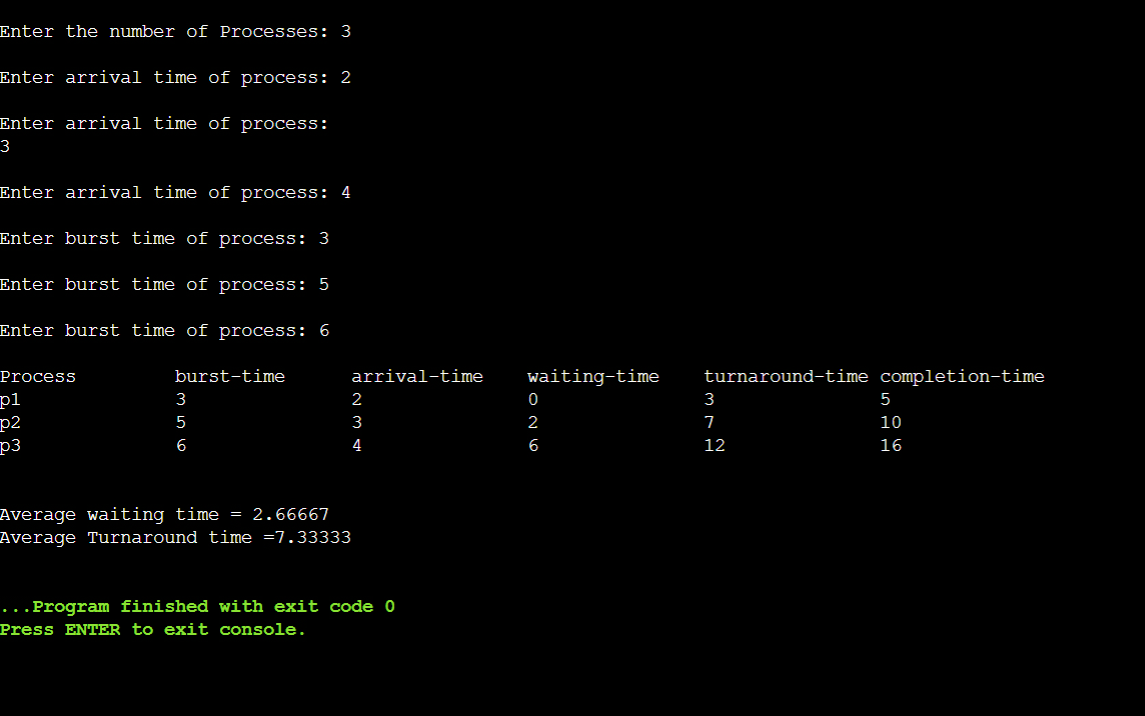 Enter the number of Processes: 3
Enter arrival time of process: 2
Enter arrival time of process:
3
Enter arrival time of process: 4
Enter burst time of process: 3
Enter burst time of process: 5
Enter burst time of process: 6
Process burst-time arrival-time waiting-time turnaround-time completion-time
p1 3 2 0 3 5
p2 5 3 2 7 10
p3 6 4 6 12 16
Average waiting time = 2.66667
Average Turnaround time =7.33333
...Program finished with exit code 0
Press ENTER to exit console.